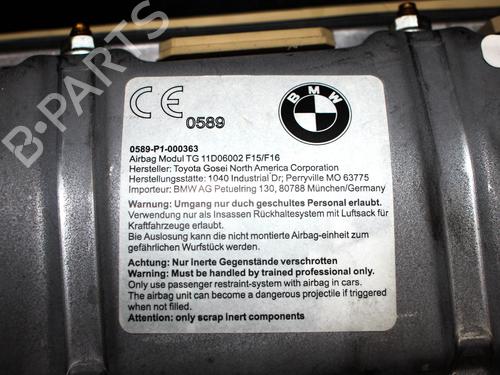 B-PARTS
CE
0589
BMW
0589-P1-000363
Airbag Modul TG 11D06002 F15/F16
Hersteller: Toyota Gosei North America Corporation
Herstellungsstätte: 1040 Industrial Dr; Perryville MO 63775
Importeur: BMW AG Petuelring 130, 80788 München/Germany
Warnung: Umgang nur duch geschultes Personal erlaubt.
Verwendung nur als Insassen Rückhaltesystem mit Luftsack für
Kraftfahrzeuge erlaubt.
Bie Auslosung kann die nicht montierte Airbag-einheit zum
gefährlichen Wurfstück werden.
Achtung: Nur inerte Gegenstände verschrotten
Warning: Must be handled by trained professional only.
Only use passenger restraint-system with airbag in cars.
The airbag unit can become a dangerous projectile if triggered
when not filled.
Attention: only scrap inert components